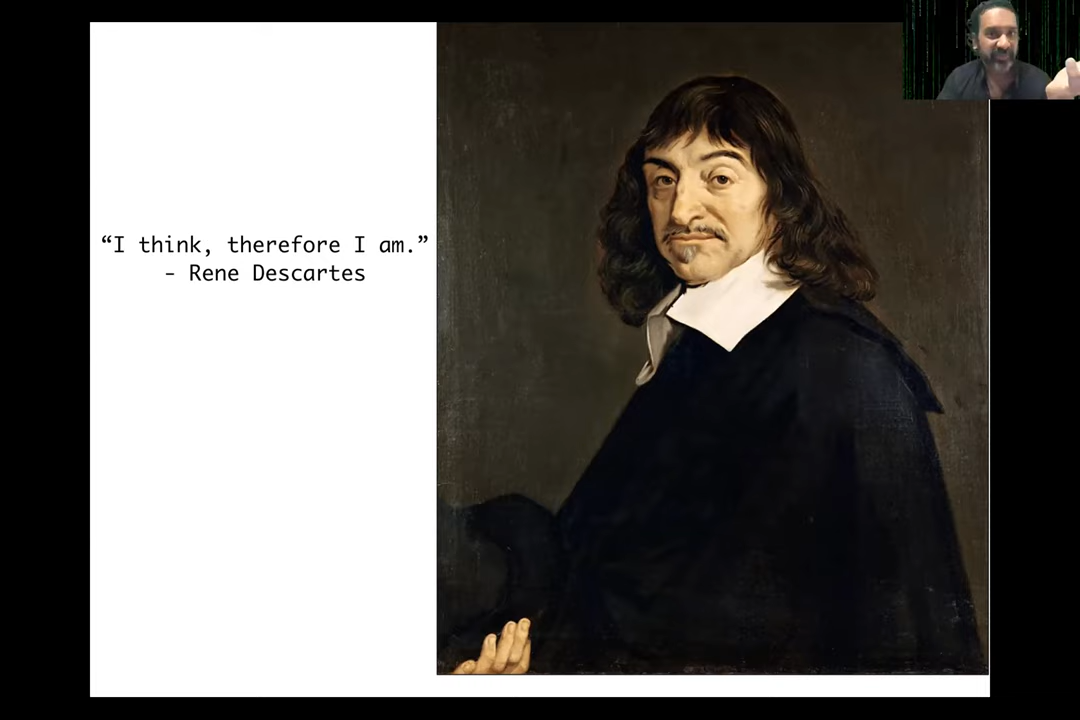 “I think, therefore I am.”
- Rene Descartes